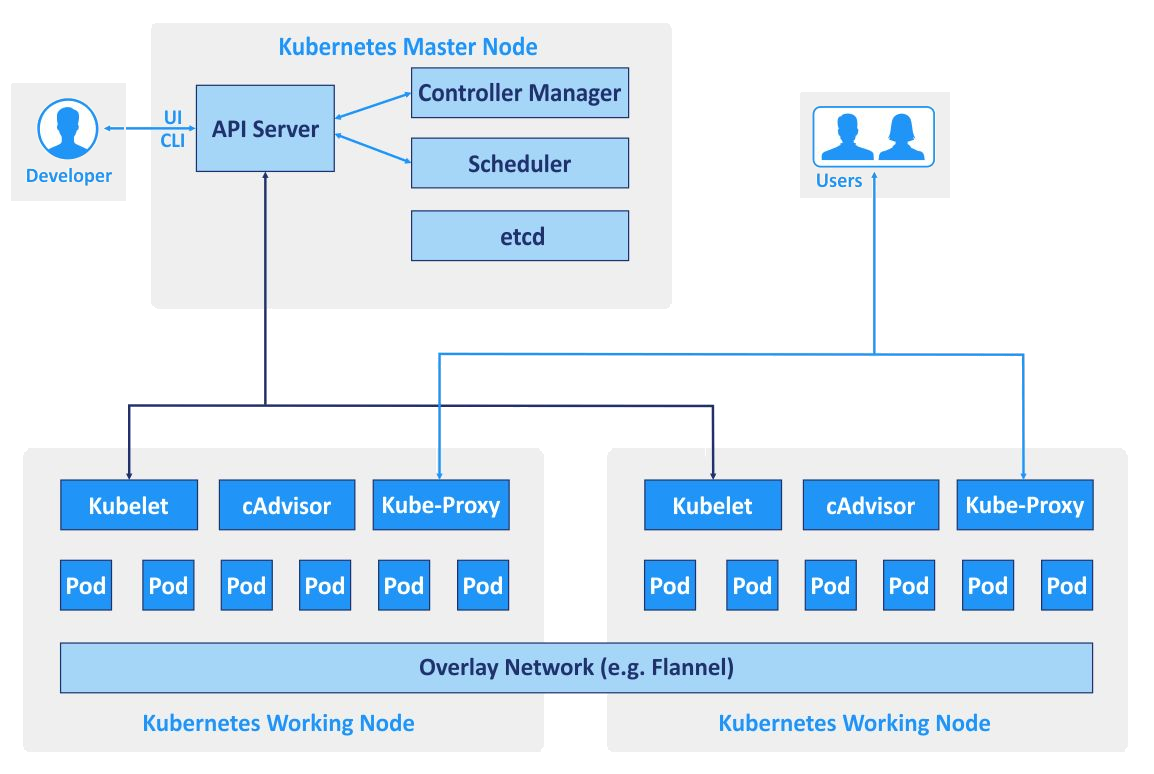 Kubernetes Master Node
Controller Manager
UI
API Server
CLI
Scheduler
Developer
Users
etcd
Kubelet
cAdvisor
Kube-Proxy
Kubelet
cAdvisor
Kube-Proxy
Pod
Pod
Pod
Pod
Pod
Pod
Pod
Pod
Pod
Pod
Pod
Pod
Overlay Network (e.g. Flannel)
Kubernetes Working Node
Kubernetes Working Node